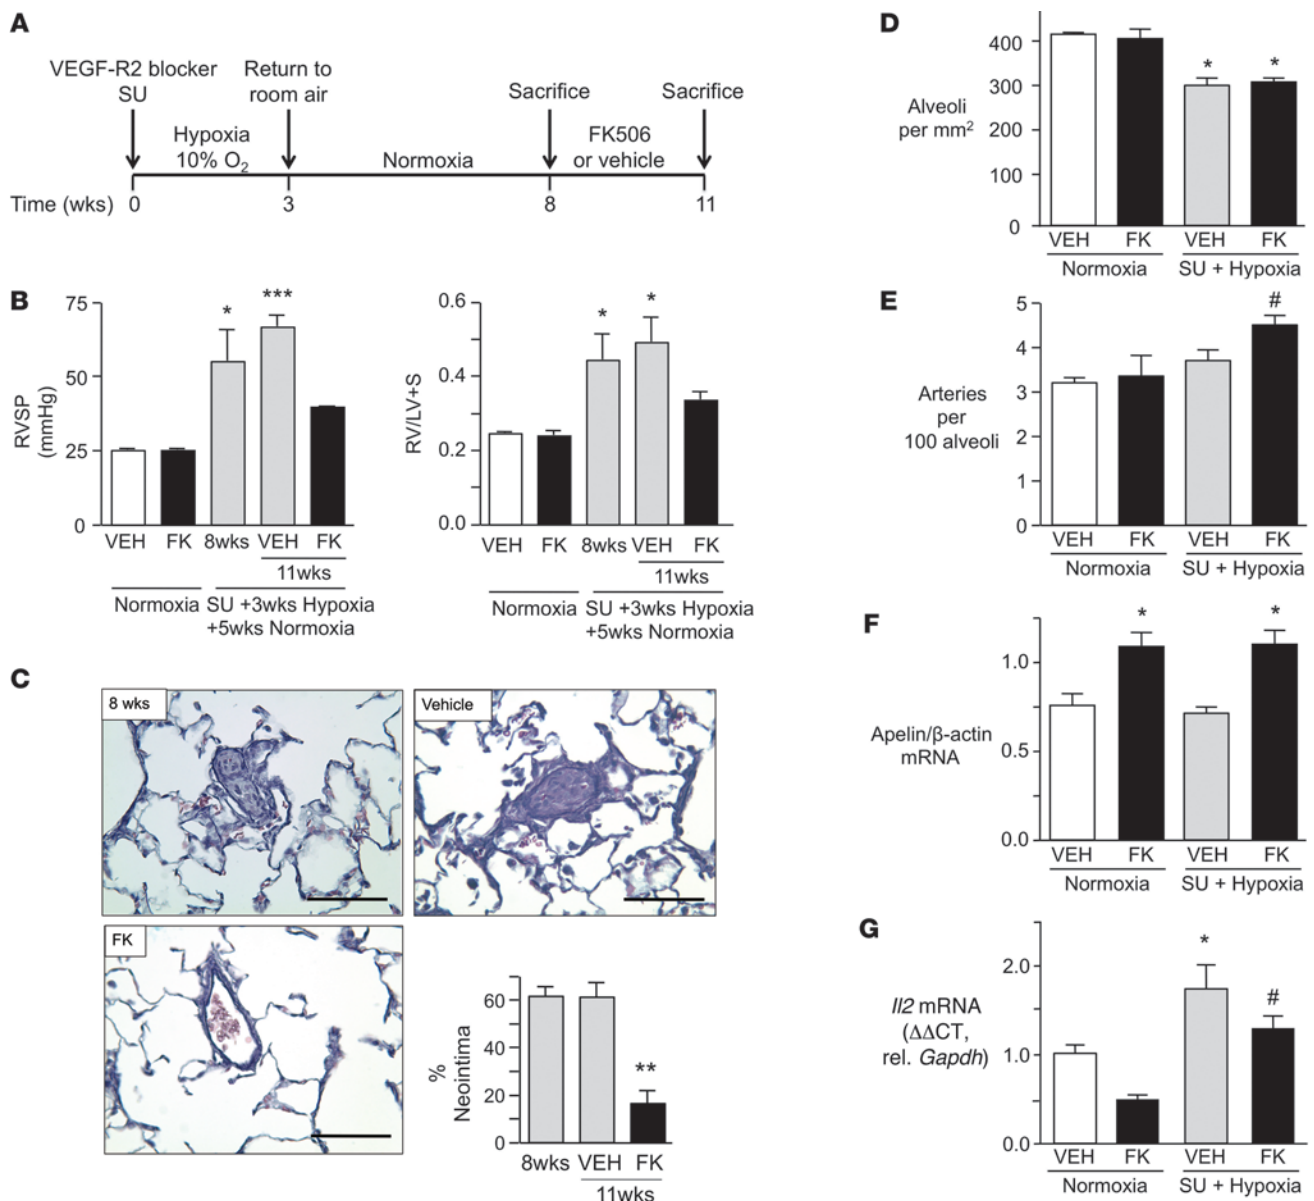 A
VEGF-R2 blocker
SU
Return to
room air
Sacrifice
Sacrifice
Hypoxia
10% O2
Normoxia
FK506
or vehicle
Time (wks)
0
3
8
11
B
RVSP
(mmHg)
75
50
25
0
*
***
VEH
FK
8wks
VEH
FK
11wks
Normoxia
SU +3wks Hypoxia
+5wks Normoxia
RV/LV+S
0.6
0.4
0.2
0.0
*
*
VEH
FK
8wks
VEH
FK
11wks
Normoxia
SU +3wks Hypoxia
+5wks Normoxia
C
8 wks
Vehicle
FK
%
Neointima
60
40
20
0
**
8wks
VEH
FK
11wks
D
Alveoli
per mm2
400
300
200
100
0
*
*
VEH
FK
VEH
FK
Normoxia
SU + Hypoxia
E
Arteries
per
100 alveoli
5
4
3
2
1
0
#
VEH
FK
VEH
FK
Normoxia
SU + Hypoxia
F
Apelin/β-actin
mRNA
1.0
0.5
0.0
*
*
VEH
FK
VEH
FK
Normoxia
SU + Hypoxia
G
Il2 mRNA
(ΔΔCT,
rel. Gapdh)
2.0
1.0
0.0
*
#
VEH
FK
VEH
FK
Normoxia
SU + Hypoxia